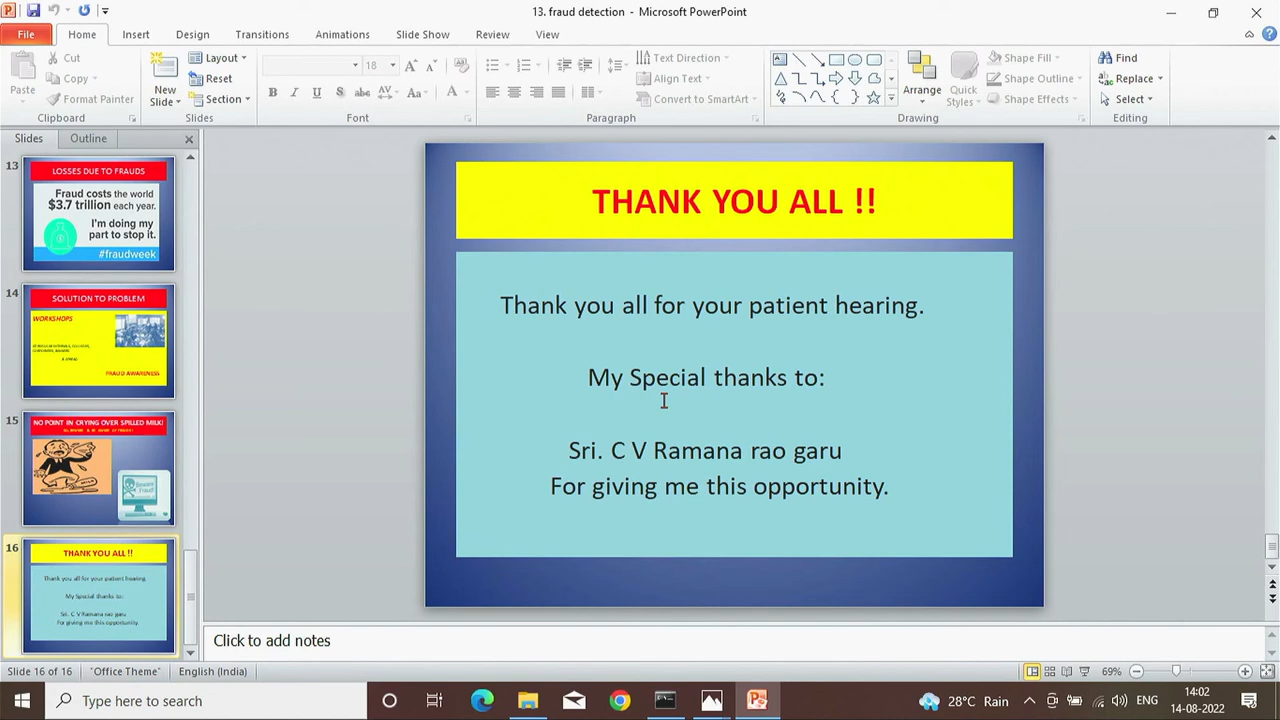 13. fraud detection - Microsoft PowerPoint
File Home Insert Design Transitions Animations Slide Show Review View
Paste
Cut
Copy
Format Painter
Clipboard
New
Slide
Layout
Reset
Section
Slides
18
B I U S abc AV Aa A
Font
Text Direction
Align Text
Convert to SmartArt
Paragraph
Arrange
Quick
Styles
Shape Fill
Shape Outline
Shape Effects
Drawing
Find
Replace
Select
Editing
Slides Outline
13
LOSSES DUE TO FRAUDS
Fraud costs the world
$3.7 trillion each year.
I'm doing my
part to stop it.
#fraudweek
14
SOLUTION TO PROBLEM
WORKSHOPS
FRAUD AWARENESS
15
NO POINT IN CRYING OVER SPILLED MILK!
Beware
Fraud!
16
THANK YOU ALL !!
Thank you all for your patient hearing.
My Special thanks to:
Sri. C V Ramana rao garu
For giving me this opportunity.
THANK YOU ALL !!
Thank you all for your patient hearing.
My Special thanks to:
Sri. C V Ramana rao garu
For giving me this opportunity.
Click to add notes
Slide 16 of 16 "Office Theme" English (India) 69%
Type here to search
28°C Rain
ENG
14:02
14-08-2022